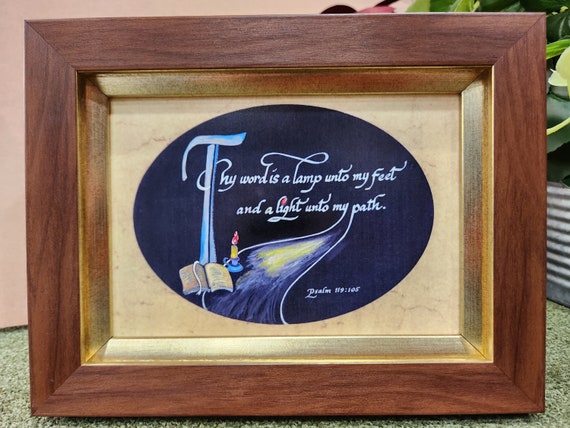 Thy word is a lamp unto my feet
and a light unto my path.
Psalm 119:105